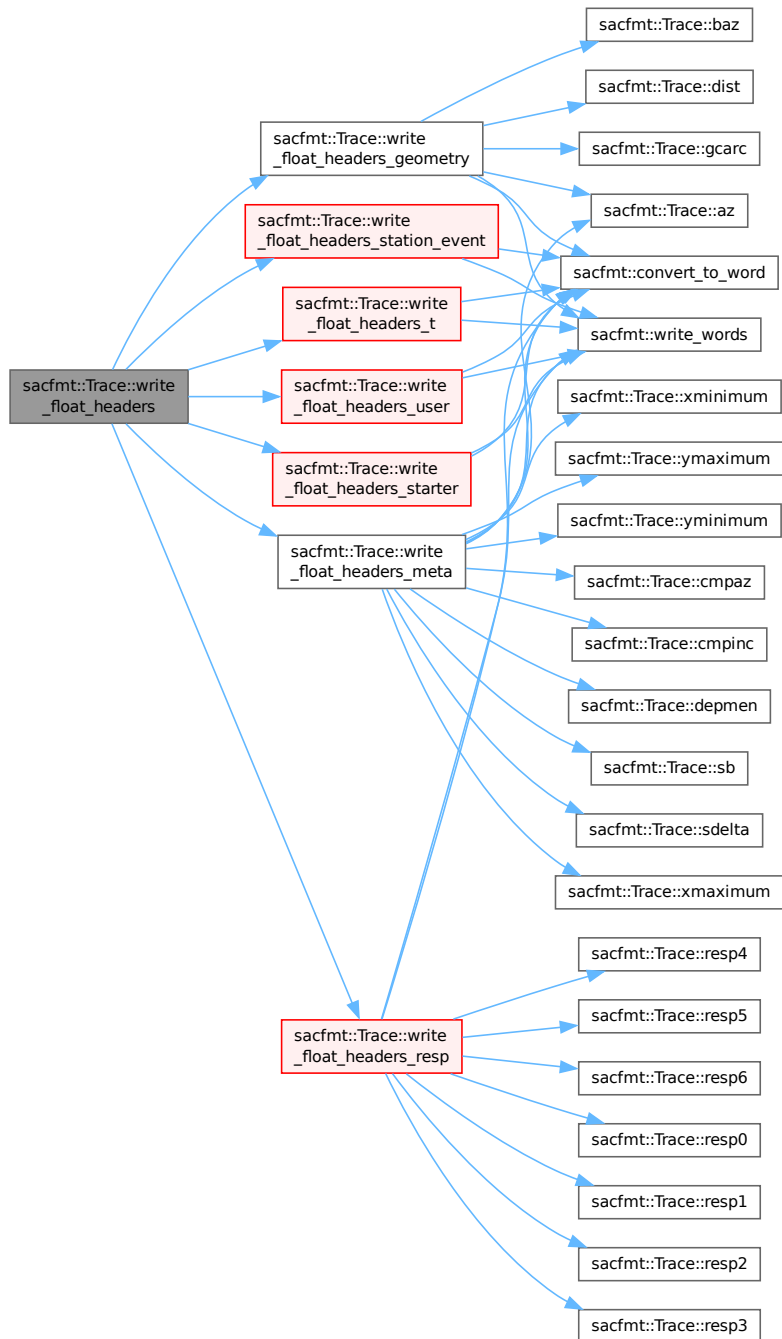 sacfmt::Trace::write
_float_headers
sacfmt::Trace::write
_float_headers_geometry
sacfmt::Trace::write
_float_headers_station_event
sacfmt::Trace::write
_float_headers_t
sacfmt::Trace::write
_float_headers_user
sacfmt::Trace::write
_float_headers_starter
sacfmt::Trace::write
_float_headers_meta
sacfmt::Trace::write
_float_headers_resp
sacfmt::Trace::baz
sacfmt::Trace::dist
sacfmt::Trace::gcarc
sacfmt::Trace::az
sacfmt::convert_to_word
sacfmt::write_words
sacfmt::Trace::xminimum
sacfmt::Trace::ymaximum
sacfmt::Trace::yminimum
sacfmt::Trace::cmpaz
sacfmt::Trace::cmpinc
sacfmt::Trace::depmen
sacfmt::Trace::sb
sacfmt::Trace::sdelta
sacfmt::Trace::xmaximum
sacfmt::Trace::resp4
sacfmt::Trace::resp5
sacfmt::Trace::resp6
sacfmt::Trace::resp0
sacfmt::Trace::resp1
sacfmt::Trace::resp2
sacfmt::Trace::resp3